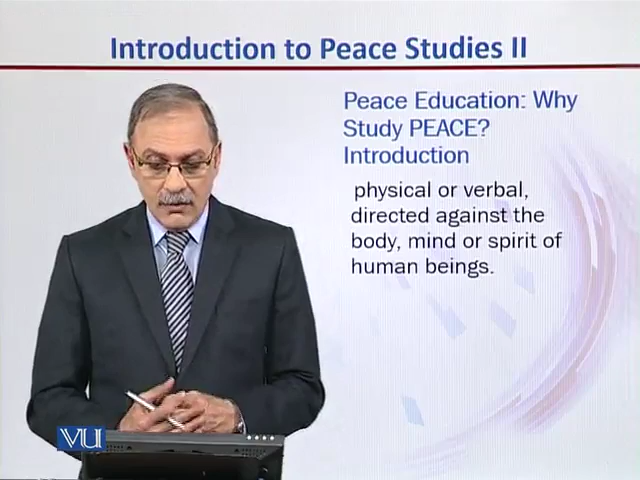 Introduction to Peace Studies II
Peace Education: Why
Study PEACE?
Introduction
physical or verbal,
directed against the
body, mind or spirit of
human beings.
VU